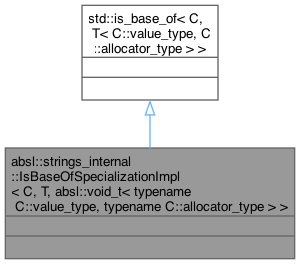 std::is_base_of< C,
T< C::value_type, C
::allocator_type > >
absl::strings_internal
::IsBaseOfSpecializationImpl
< C, T, absl::void_t< typename
C::value_type, typename C::allocator_type > >